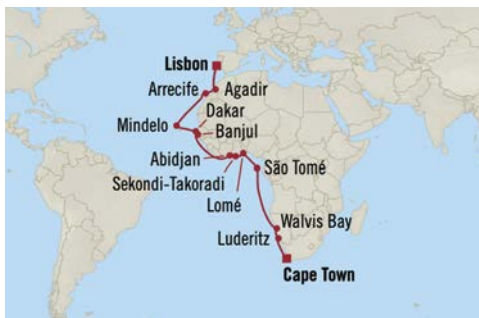 Lisbon
Arrecife
Agadir
Dakar
Mindelo
Banjul
Abidjan
São Tomé
Sekondi-Takoradi
Lomé
Walvis Bay
Luderitz
Cape Town